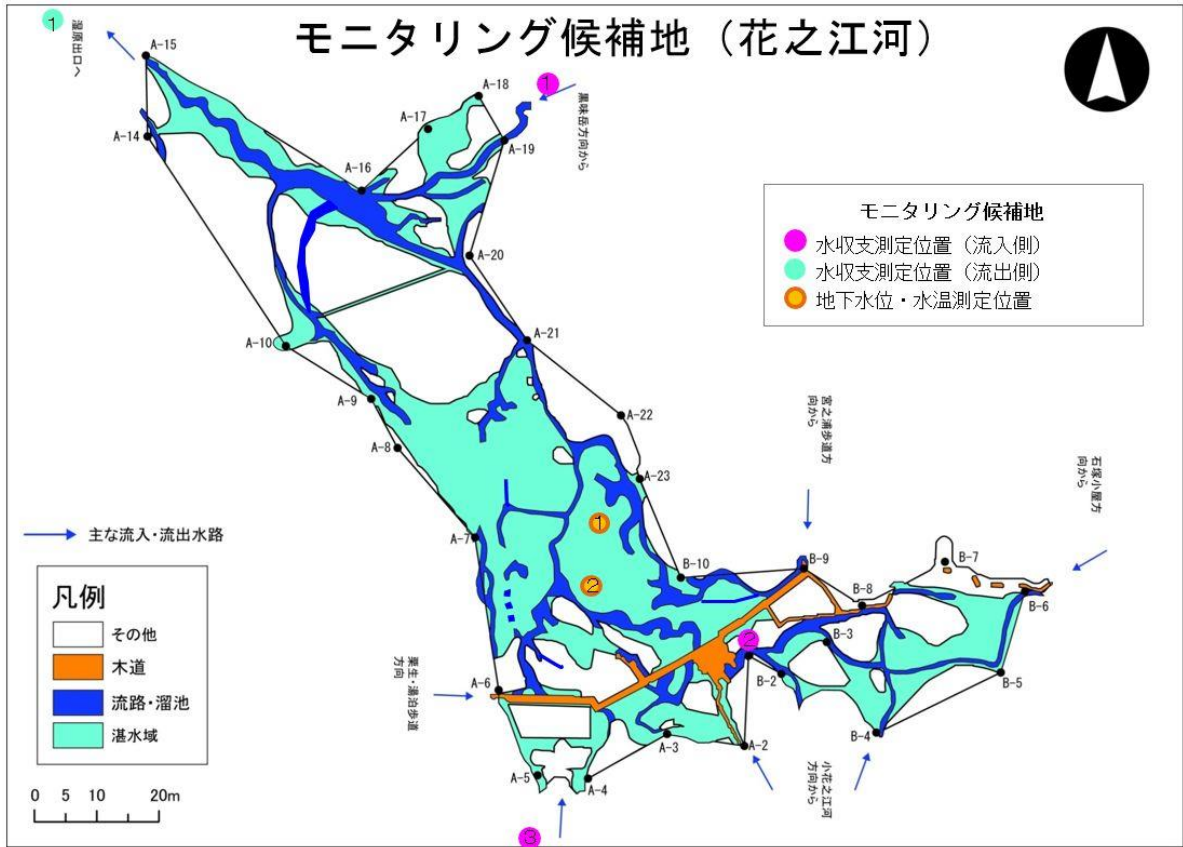 モニタリング候補地（花之江河）
1
湿原出口へ
A-15
A-14
A-18
A-17
1
黒味岳方向から
A-19
A-16
モニタリング候補地
水収支測定位置（流入側）
水収支測定位置（流出側）
地下水位・水温測定位置
A-20
A-21
A-10
A-9
A-22
A-8
A-23
宮之浦歩道方
向から
石塚小屋方
向から
主な流入・流出水路
A-7
1
2
B-10
B-9
B-7
B-8
B-6
凡例
その他
木道
流路・溜池
湛水域
栗生・湯泊歩道
方向
A-6
2
B-3
B-2
B-5
B-4
A-3
A-2
A-5
A-4
小花之江河
方向から
3
0 5 10 20m